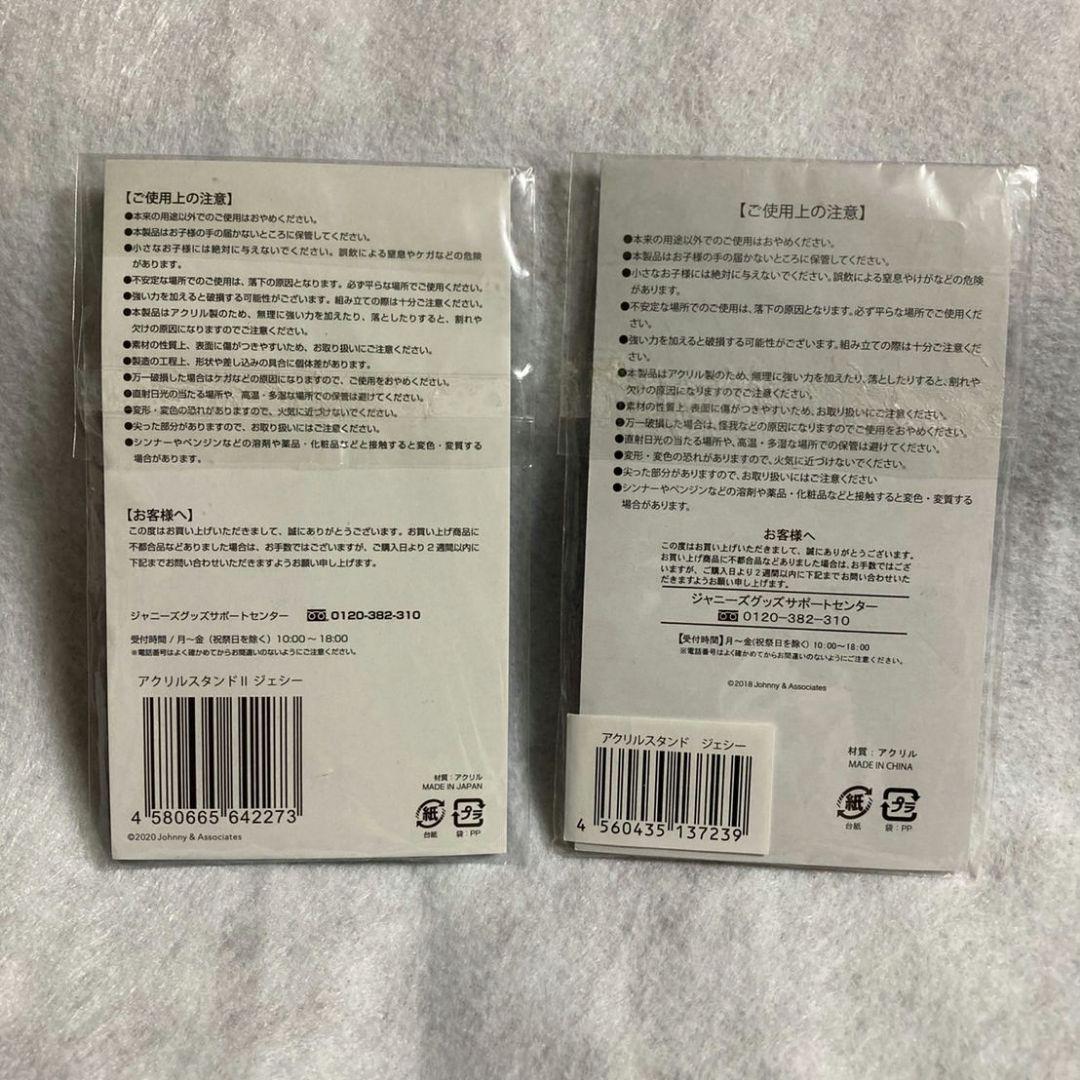 【ご使用上の注意】
●本来の用途以外でのご使用はおやめください。
●本製品はお子様の手の届かないところに保管してください。
●小さなお子様には絶対に与えないでください。誤飲による窒息やケガなどの危険
があります。
●不安定な場所でのご使用は、落下の原因となります。必ず平らな場所でご使用ください。
●強い力を加えると破損する可能性がございます。組み立ての際は十分ご注意ください。
●本製品はアクリル製のため、無理に強い力を加えたり、落としたりすると、割れや
欠けの原因になりますのでご注意ください。
●素材の性質上、表面に傷がつきやすいため、お取り扱いにご注意ください。
●製造の工程上、形状や差し込みの具合に個体差があります。
●万一破損した場合はケガなどの原因になりますので、ご使用をおやめください。
●直射日光の当たる場所や、高温・多湿な場所での保管は避けてください。
●変形・変色の恐れがありますので、火気に近づけないでください。
●尖った部分がありますので、お取り扱いにはご注意ください。
●シンナーやベンジンなどの溶剤や薬品・化粧品などと接触すると変色・変質する
場合があります。
【お客様へ】
この度はお買い上げいただきまして、誠にありがとうございます。お買い上げ商品に
不都合品などありました場合は、お手数ではございますが、ご購入日より2週間以内に
下記までお問い合わせいただきますようお願い申し上げます。
ジャニーズグッズサポートセンター 0120-382-310
受付時間/月～金（祝祭日を除く）10:00～18:00
※電話番号はよく確かめてからお間違いのないようにご注意ください。
アクリルスタンドII ジェシー
4 580665 642273
©2020 Johnny & Associates
材質：アクリル
MADE IN JAPAN
紙 プラ
台紙 袋：PP
【ご使用上の注意】
●本来の用途以外でのご使用はおやめください。
●本製品はお子様の手の届かないところに保管してください。
●小さなお子様には絶対に与えないでください。誤飲による窒息やけがなどの危険
があります。
●不安定な場所でのご使用は、落下の原因となります。必ず平らな場所でご使用くだ
さい。
●強い力を加えると破損する可能性がございます。組み立ての際は十分ご注意くだ
さい。
●本製品はアクリル製のため、無理に強い力を加えたり、落としたりすると、割れや
欠けの原因になりますのでご注意ください。
●素材の性質上、表面に傷がつきやすいため、お取り扱いにご注意ください。
●万一破損した場合は、怪我などの原因になりますのでご使用をおやめください。
●直射日光の当たる場所や、高温・多湿な場所での保管は避けてください。
●変形・変色の恐れがありますので、火気に近づけないでください。
●尖った部分がありますので、お取り扱いにはご注意ください
●シンナーやベンジンなどの溶剤や薬品・化粧品などと接触すると変色・変質する
場合があります。
お客様へ
この度はお買い上げいただきまして、誠にありがとうございます。
お買い上げ商品に不都合品などありました場合は、お手数ではござ
いますが、ご購入日より2週間以内に下記までお問い合わせいた
だきますようお願い申し上げます。
ジャニーズグッズサポートセンター
0120-382-310
【受付時間】月～金(祝祭日を除く) 10:00～18:00
※電話番号はよく確かめてからお間違いのないようにご注意ください。
©2018 Johnny & Associates
アクリルスタンド ジェシー
4 560435 137239
材質：アクリル
MADE IN CHINA
紙 プラ
台紙 袋：PP